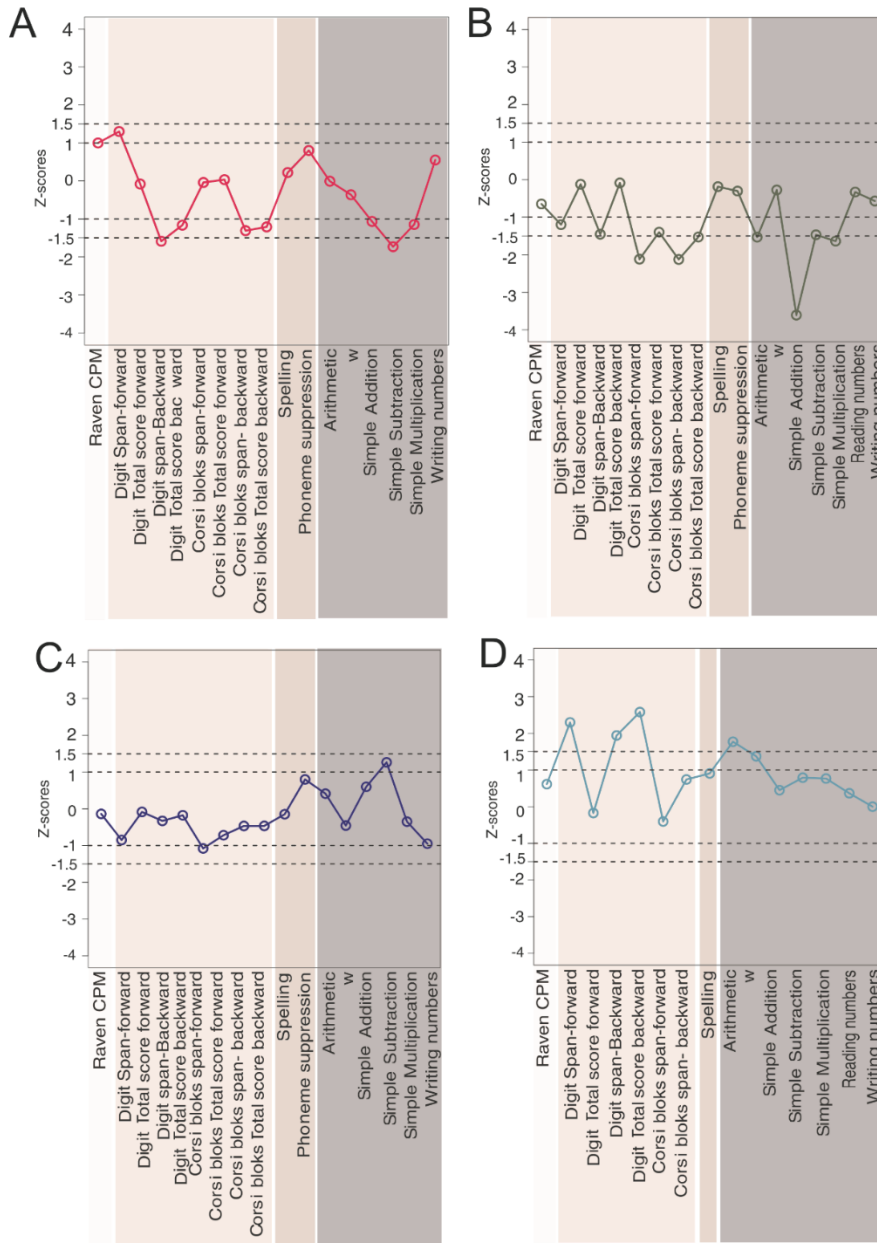 A
4
3
2
1.5
1
0
-1
-1.5
-2
-3
-4
Z-scores
Raven CPM
Digit Span-forward
Digit Total score forward
Digit span-Backward
Digit Total score bac ward
Corsi bloks span-forward
Corsi bloks Total score forward
Corsi bloks span- backward
Corsi bloks Total score backward
Spelling
Phoneme suppression
Arithmetic
w
Simple Addition
Simple Subtraction
Simple Multiplication
Writing numbers
B
4
3
2
1.5
1
0
-1
-1.5
-2
-3
-4
Z-scores
Raven CPM
Digit Span-forward
Digit Total score forward
Digit span-Backward
Digit Total score backward
Corsi bloks span-forward
Corsi bloks Total score forward
Corsi bloks span- backward
Corsi bloks Total score backward
Spelling
Phoneme suppression
Arithmetic
w
Simple Addition
Simple Subtraction
Simple Multiplication
Reading numbers
Writing numbers
C
4
3
2
1.5
1
0
-1
-1.5
-2
-3
-4
Z-scores
Raven CPM
Digit Span-forward
Digit Total score forward
Digit span-Backward
Digit Total score backward
Corsi bloks span-forward
Corsi bloks Total score forward
Corsi bloks span- backward
Corsi bloks Total score backward
Spelling
Phoneme suppression
Arithmetic
w
Simple Addition
Simple Subtraction
Simple Multiplication
Writing numbers
D
4
3
2
1.5
1
0
-1
-1.5
-2
-3
-4
Z-scores
Raven CPM
Digit Span-forward
Digit Total score forward
Digit span-Backward
Digit Total score backward
Corsi bloks span-forward
Corsi bloks span- backward
Spelling
Arithmetic
w
Simple Addition
Simple Subtraction
Simple Multiplication
Reading numbers
Writing numbers